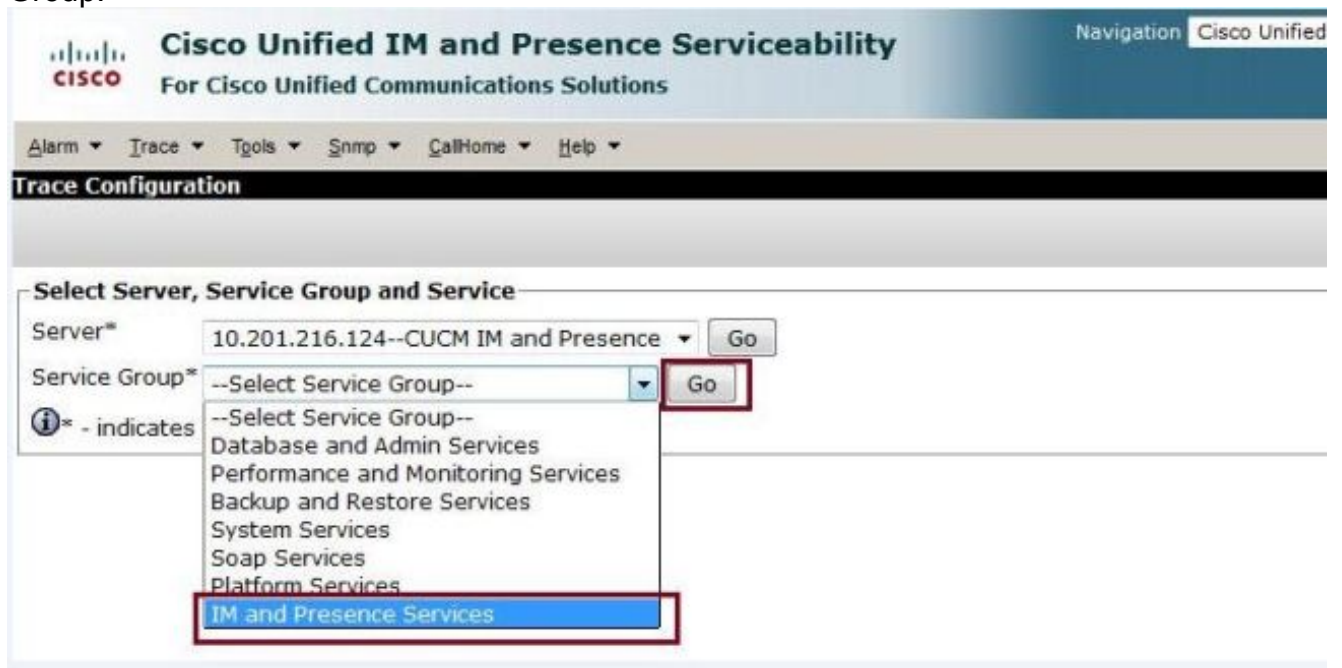 Group.
Cisco Unified IM and Presence Serviceability
CISCO
For Cisco Unified Communications Solutions
Navigation Cisco Unified
Alarm Trace Tools Snmp CallHome Help
Trace Configuration
Select Server, Service Group and Service
Server* 10.201.216.124--CUCM IM and Presence Go
Service Group* --Select Service Group-- Go
* - indicates
--Select Service Group--
Database and Admin Services
Performance and Monitoring Services
Backup and Restore Services
System Services
Soap Services
Platform Services
IM and Presence Services